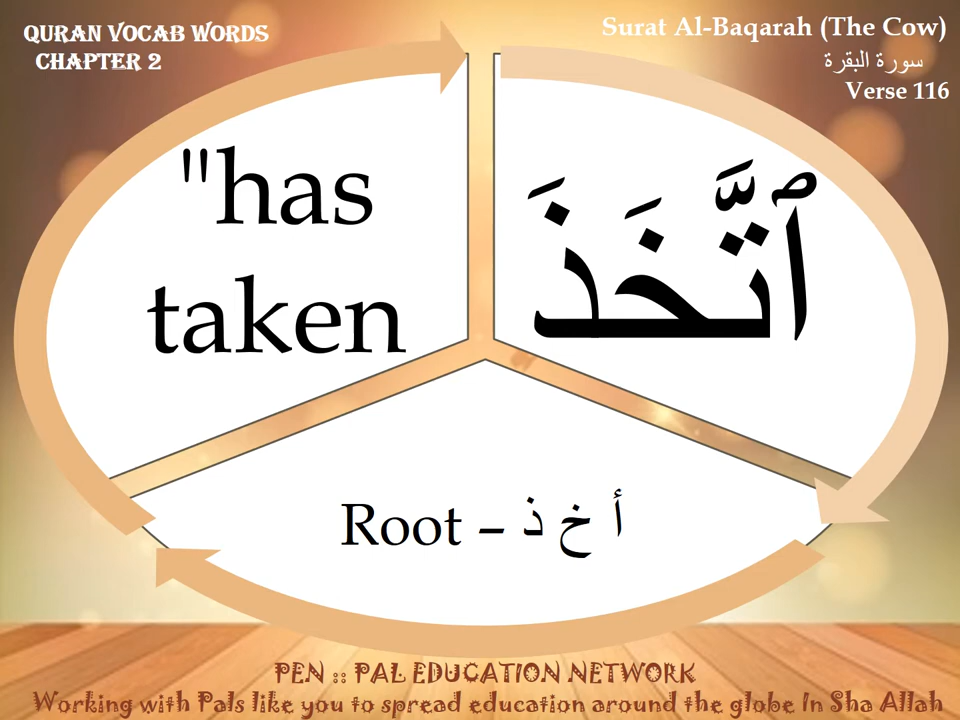 QURAN VOCAB WORDS
CHAPTER 2
Surat Al-Baqarah (The Cow)
سورة البقرة
Verse 116
"has
taken
ٱتَّخَذَ
Root – أ خ ذ
PEN :: PAL EDUCATION NETWORK
Working with Pals like you to spread education around the globe In Sha Allah